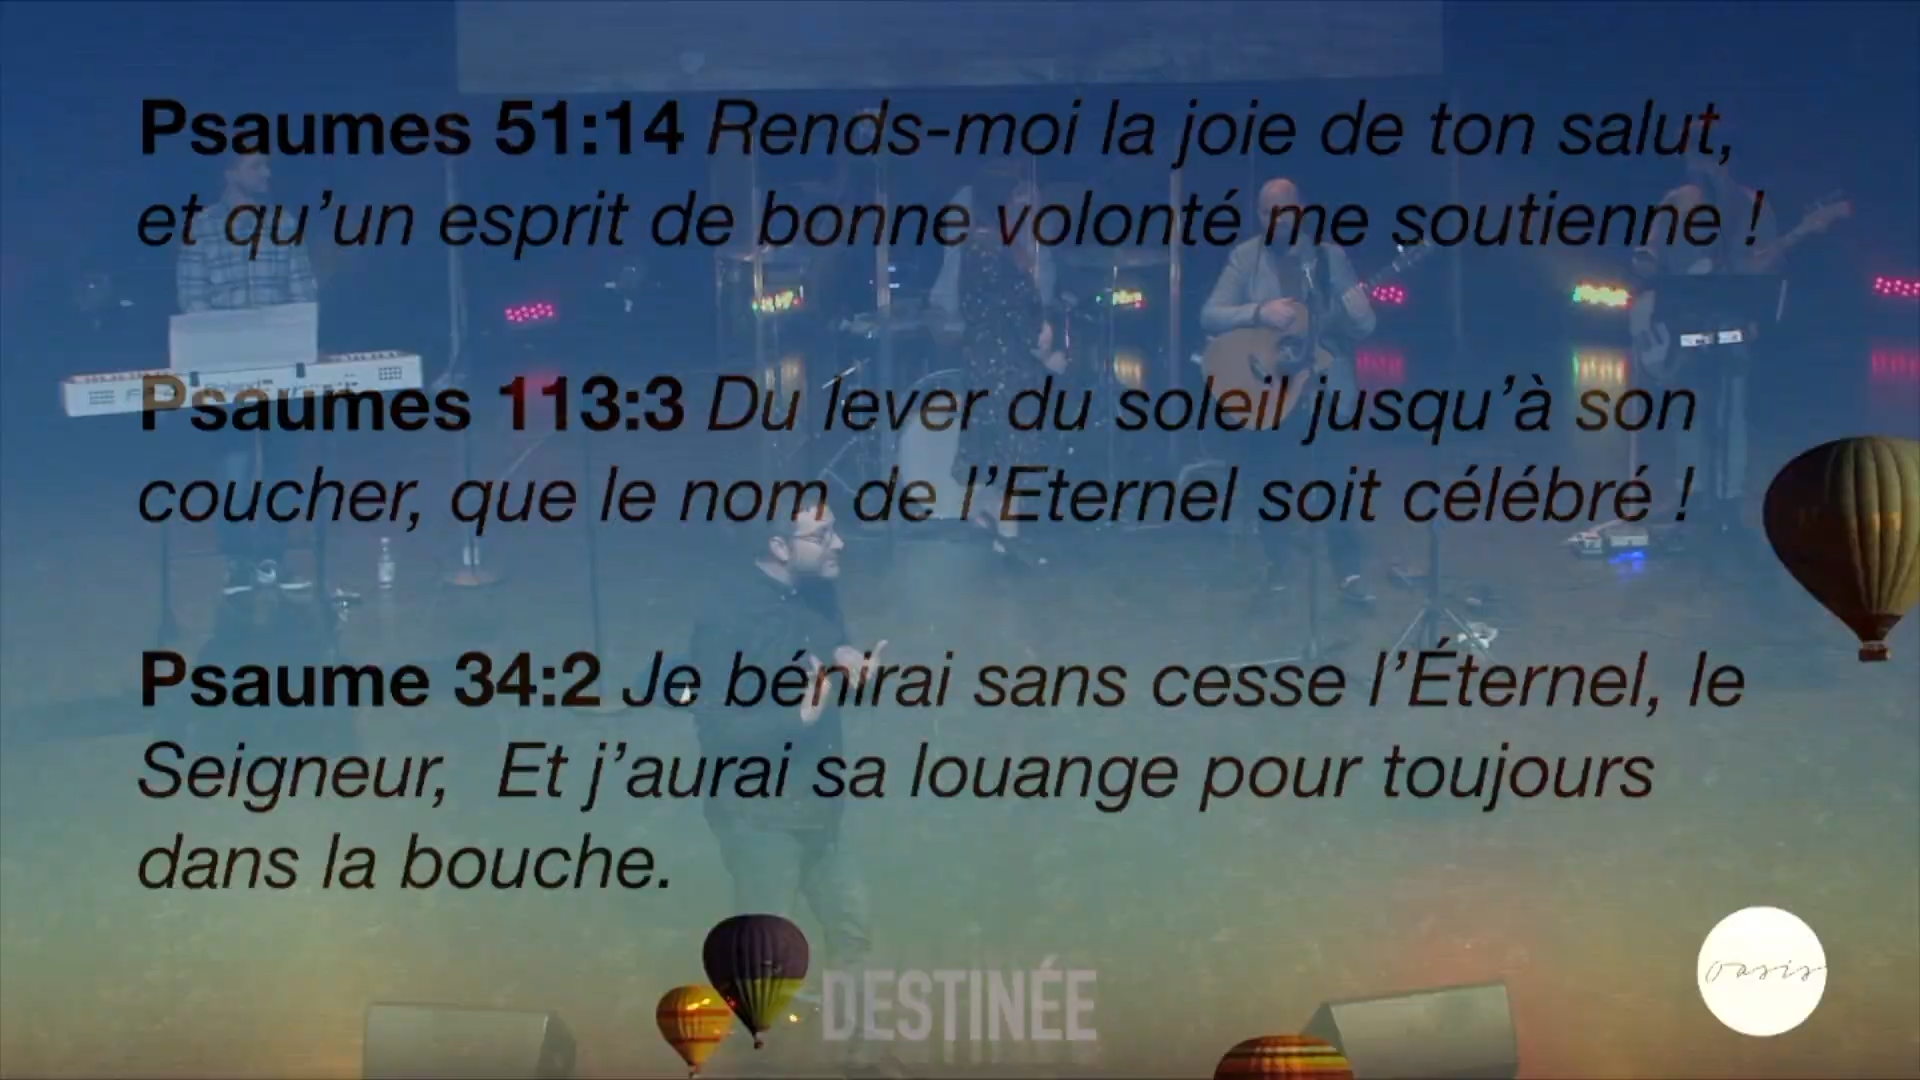 Psaumes 51:14 Rends-moi la joie de ton salut,
et qu’un esprit de bonne volonté me soutienne !
Psaumes 113:3 Du lever du soleil jusqu’à son
coucher, que le nom de l’Eternel soit célébré !
Psaume 34:2 Je bénirai sans cesse l’Éternel, le
Seigneur,  Et j’aurai sa louange pour toujours
dans la bouche.
DESTINÉE
oasis